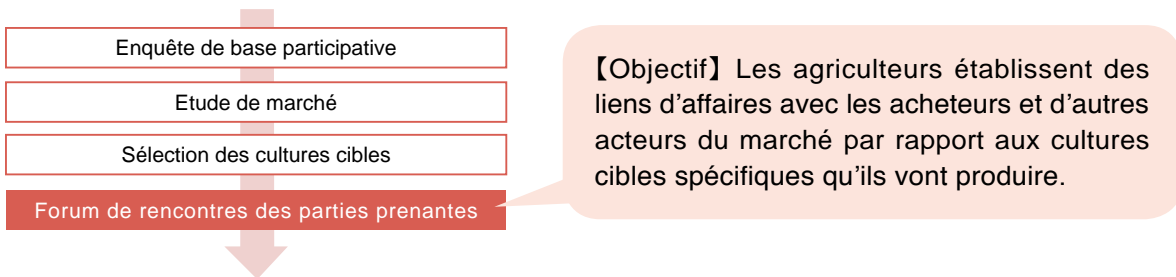 Enquête de base participative
Etude de marché
Sélection des cultures cibles
Forum de rencontres des parties prenantes
【Objectif】Les agriculteurs établissent des
liens d’affaires avec les acheteurs et d’autres
acteurs du marché par rapport aux cultures
cibles spécifiques qu’ils vont produire.